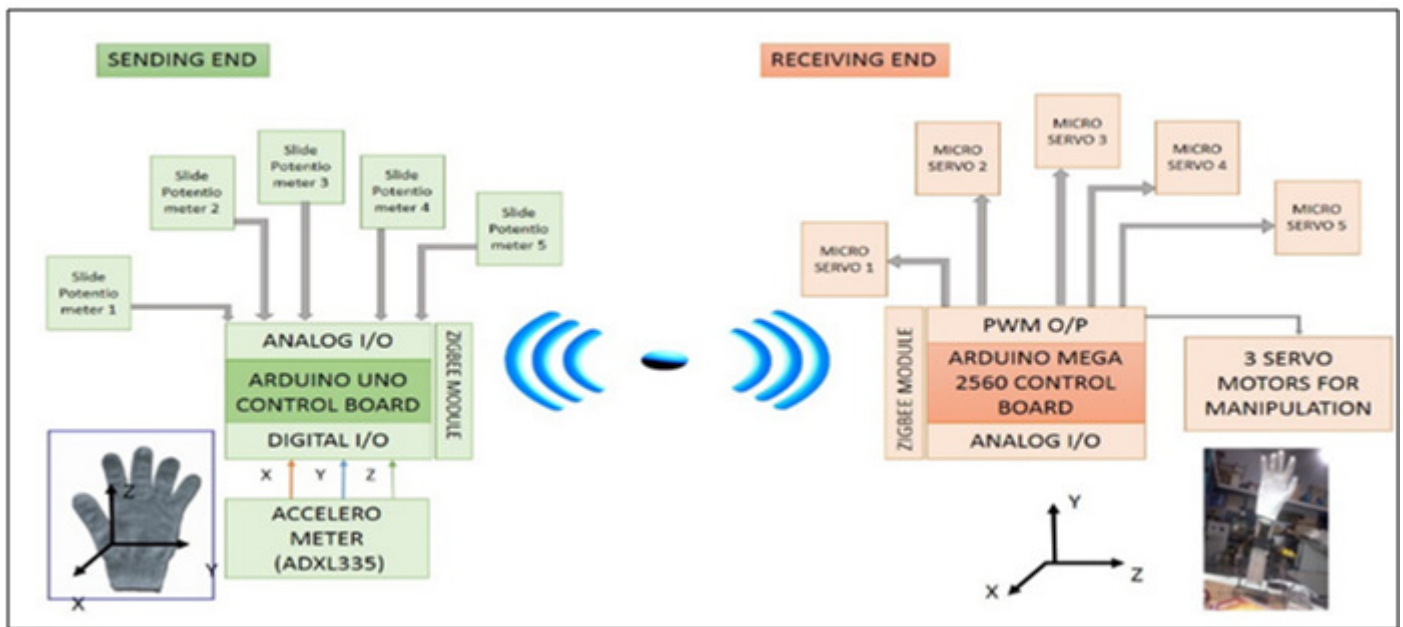 SENDING END
RECEIVING END
Slide
Potentio
meter 1
Slide
Potentio
meter 2
Slide
Potentio
meter 3
Slide
Potentio
meter 4
Slide
Potentio
meter 5
ANALOG I/O
ARDUINO UNO
CONTROL BOARD
DIGITAL I/O
ZIGBEE MODULE
X
Y
Z
ACCELERO
METER
(ADXL335)
Z
Y
X
MICRO
SERVO 1
MICRO
SERVO 2
MICRO
SERVO 3
MICRO
SERVO 4
MICRO
SERVO 5
ZIGBEE MODULE
PWM O/P
ARDUINO MEGA
2560 CONTROL
BOARD
ANALOG I/O
3 SERVO
MOTORS FOR
MANIPULATION
Y
Z
X